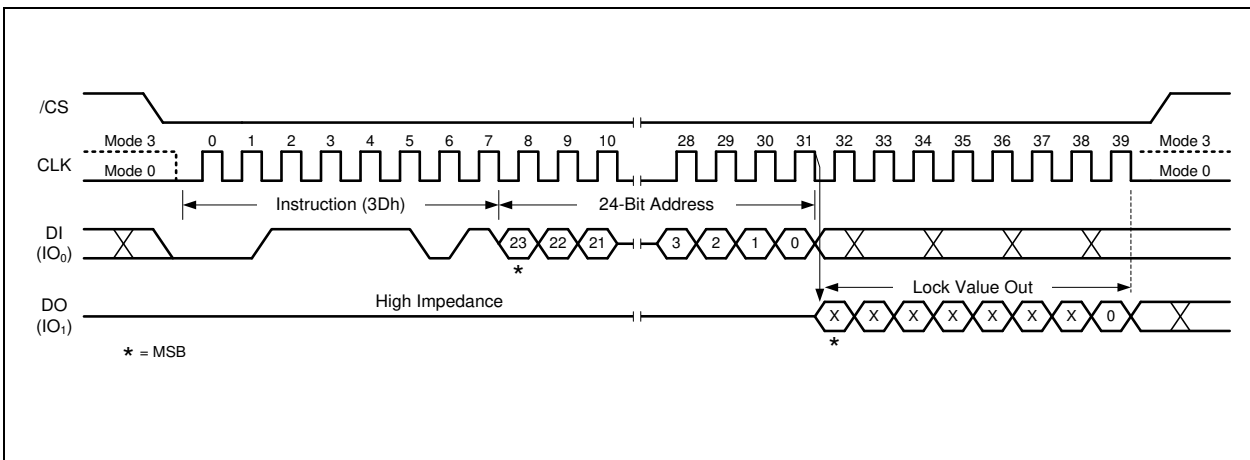 /CS
Mode 3 0 1 2 3 4 5 6 7 8 9 10 28 29 30 31 32 33 34 35 36 37 38 39 Mode 3
CLK Mode 0 Mode 0
Instruction (3Dh) 24-Bit Address
DI
(IO₀) 23 22 21 3 2 1 0
*
Lock Value Out
DO High Impedance
(IO₁) X X X X X X X 0
* = MSB *